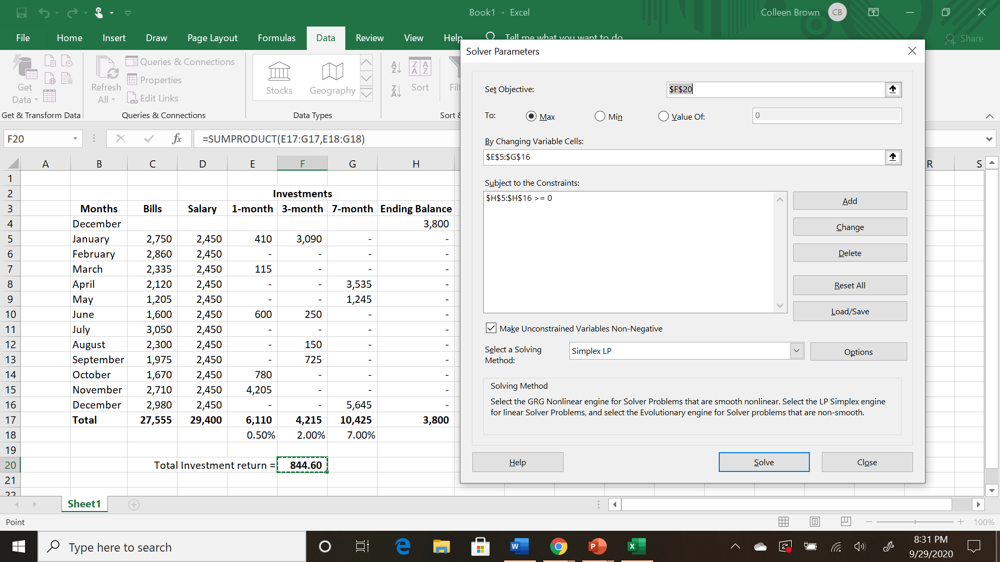 Book1 - Excel
Colleen Brown CB
File Home Insert Draw Page Layout Formulas Data Review View Help Tell me what you want to do Share
Get Data
Refresh All
Queries & Connections
Properties
Edit Links
Stocks
Geography
Sort
Get & Transform Data
Queries & Connections
Data Types
Sort &
F20
fx
=SUMPRODUCT(E17:G17,E18:G18)
A B C D E F G H R S
1
2 Investments
3 Months Bills Salary 1-month 3-month 7-month Ending Balance
4 December 3,800
5 January 2,750 2,450 410 3,090 - -
6 February 2,860 2,450 - - - -
7 March 2,335 2,450 115 - - -
8 April 2,120 2,450 - - 3,535 -
9 May 1,205 2,450 - - 1,245 -
10 June 1,600 2,450 600 250 - -
11 July 3,050 2,450 - - - -
12 August 2,300 2,450 - 150 - -
13 September 1,975 2,450 - 725 - -
14 October 1,670 2,450 780 - - -
15 November 2,710 2,450 4,205 - - -
16 December 2,980 2,450 - - 5,645 -
17 Total 27,555 29,400 6,110 4,215 10,425 3,800
18 0.50% 2.00% 7.00%
19
20 Total Investment return = 844.60
21
22
Sheet1
Point
100%
Solver Parameters
Set Objective: $F$20
To: Max Min Value Of: 0
By Changing Variable Cells:
$E$5:$G$16
Subject to the Constraints:
$H$5:$H$16 >= 0
Add
Change
Delete
Reset All
Load/Save
Make Unconstrained Variables Non-Negative
Select a Solving Method: Simplex LP Options
Solving Method
Select the GRG Nonlinear engine for Solver Problems that are smooth nonlinear. Select the LP Simplex engine
for linear Solver Problems, and select the Evolutionary engine for Solver problems that are non-smooth.
Help
Solve
Close
Type here to search
8:31 PM
9/29/2020